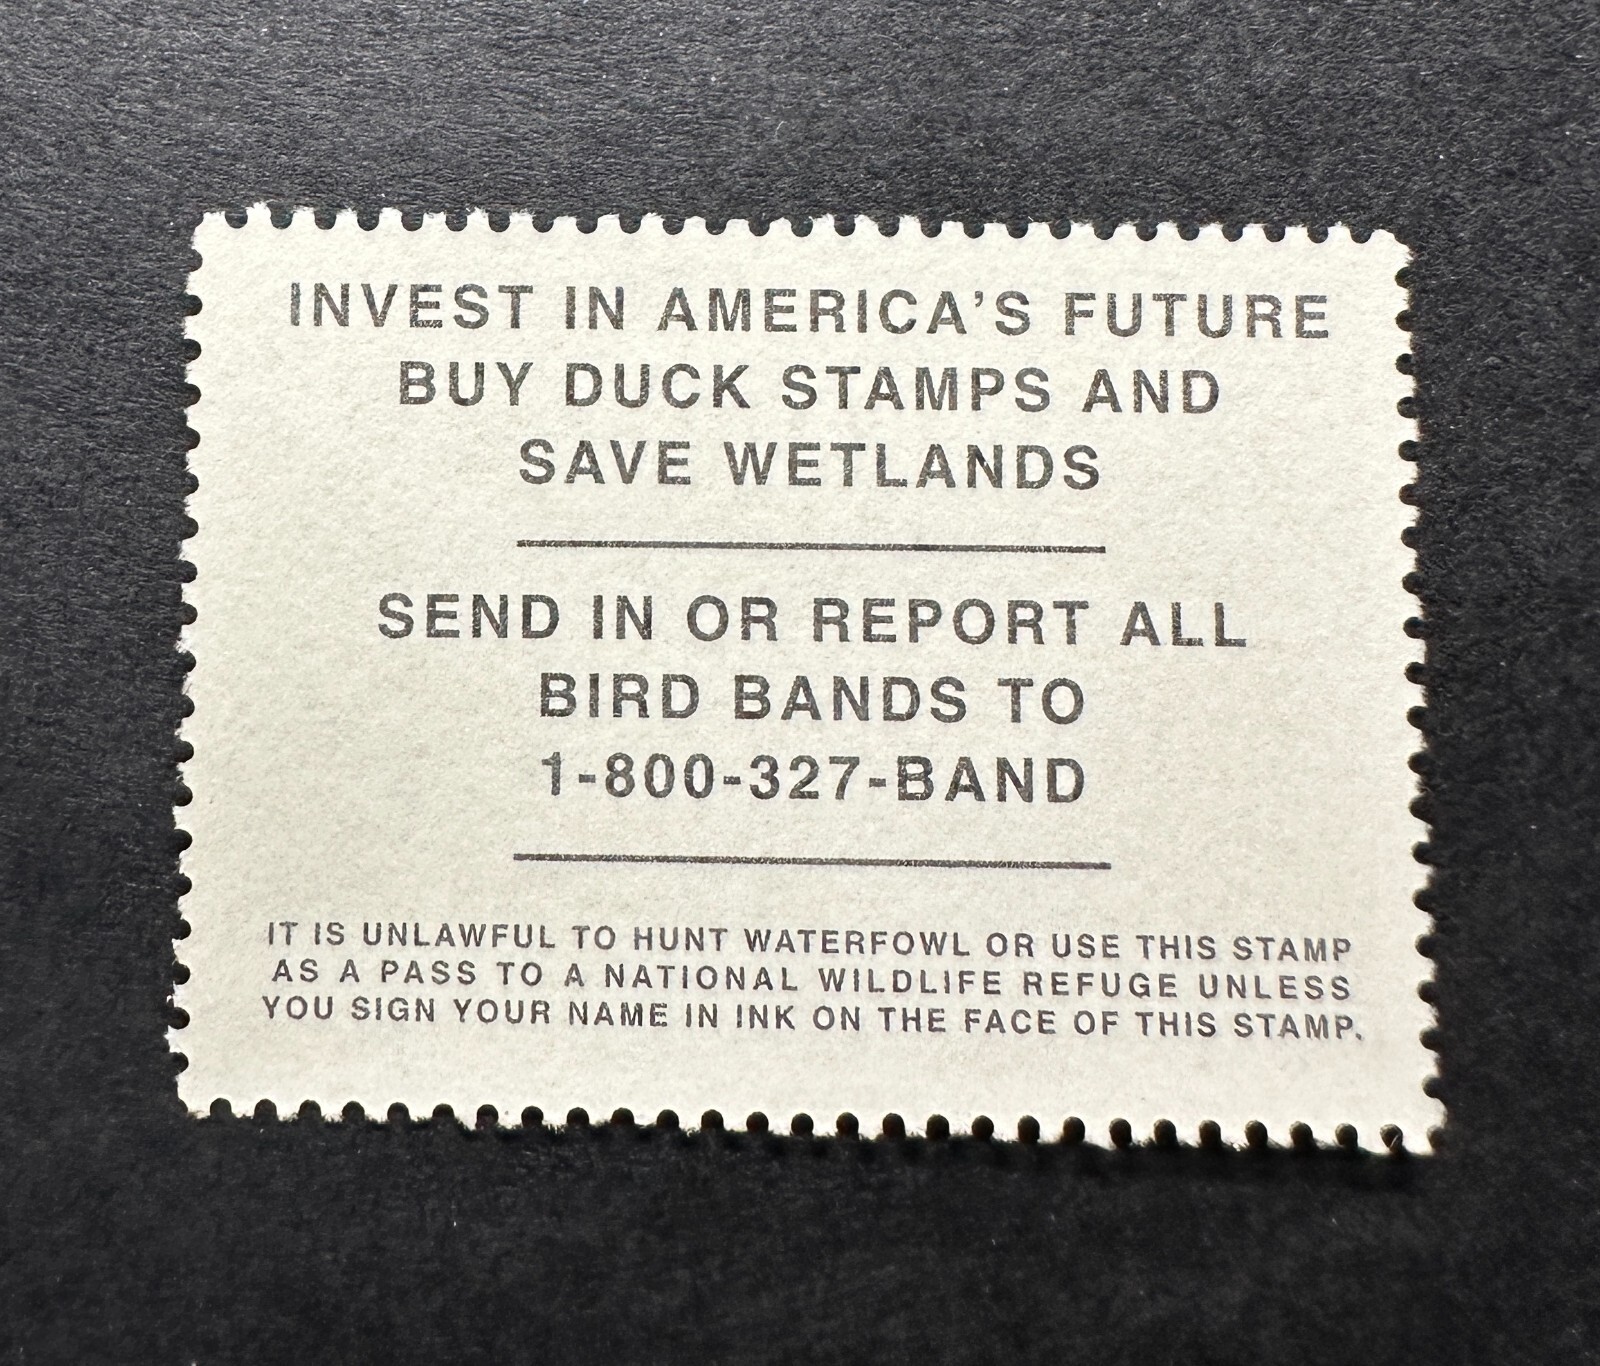 INVEST IN AMERICA'S FUTURE
BUY DUCK STAMPS AND
SAVE WETLANDS
SEND IN OR REPORT ALL
BIRD BANDS TO
1-800-327-BAND
IT IS UNLAWFUL TO HUNT WATERFOWL OR USE THIS STAMP
AS A PASS TO A NATIONAL WILDLIFE REFUGE UNLESS
YOU SIGN YOUR NAME IN INK ON THE FACE OF THIS STAMP.